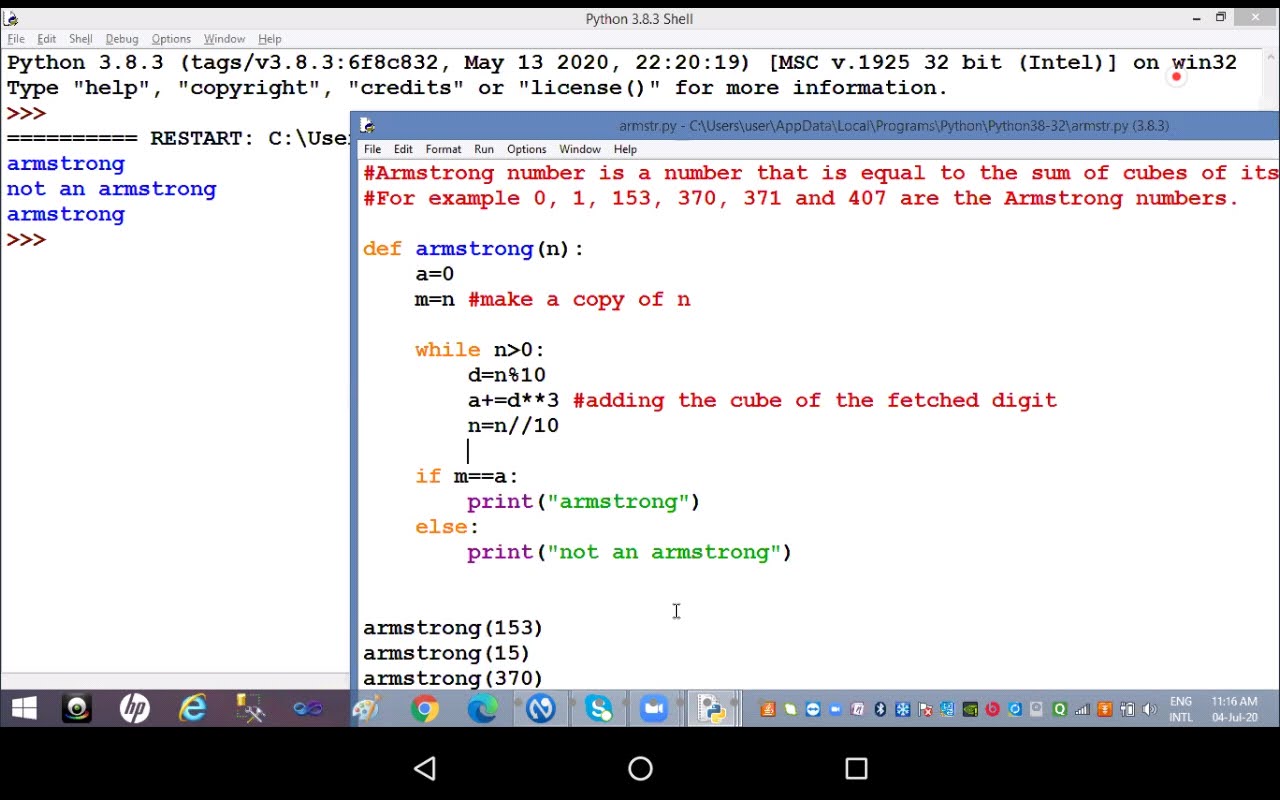 Python 3.8.3 Shell
File Edit Shell Debug Options Window Help
Python 3.8.3 (tags/v3.8.3:6f8c832, May 13 2020, 22:20:19) [MSC v.1925 32 bit (Intel)] on win32
Type "help", "copyright", "credits" or "license()" for more information.
>>>
========== RESTART: C:\Use
armstrong
not an armstrong
armstrong
>>>
armstr.py - C:\Users\user\AppData\Local\Programs\Python\Python38-32\armstr.py (3.8.3)
File Edit Format Run Options Window Help
#Armstrong number is a number that is equal to the sum of cubes of its
#For example 0, 1, 153, 370, 371 and 407 are the Armstrong numbers.
def armstrong(n):
    a=0
    m=n #make a copy of n
    while n>0:
        d=n%10
        a+=d**3 #adding the cube of the fetched digit
        n=n//10
    if m==a:
        print("armstrong")
    else:
        print("not an armstrong")
armstrong(153)
armstrong(15)
armstrong(370)
hp
ENG
INTL
11:16 AM
04-Jul-20